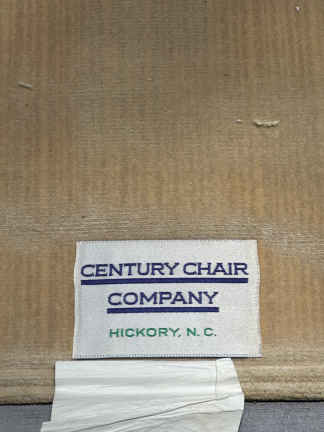 CENTURY CHAIR
COMPANY
HICKORY, N. C.